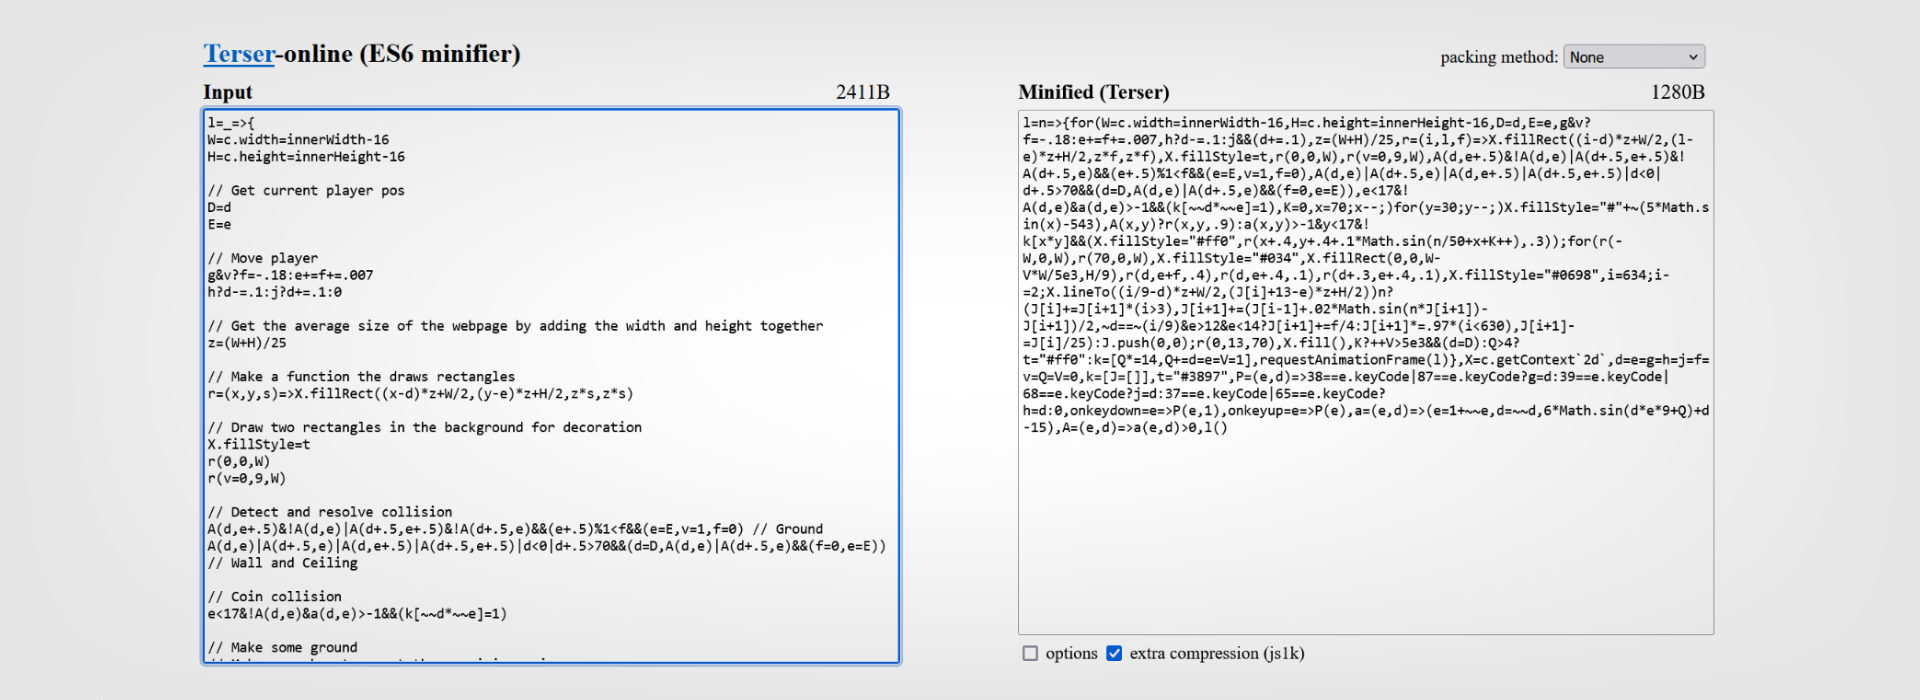 Terser-online (ES6 minifier)
packing method: None
Input 2411B
l=_=>{
W=c.width=innerWidth-16
H=c.height=innerHeight-16
// Get current player pos
D=d
E=e
// Move player
g&v?f=-.18:e+=f+=.007
h?d-=.1:j?d+=.1:0
// Get the average size of the webpage by adding the width and height together
z=(W+H)/25
// Make a function the draws rectangles
r=(x,y,s)=>X.fillRect((x-d)*z+W/2,(y-e)*z+H/2,z*s,z*s)
// Draw two rectangles in the background for decoration
X.fillStyle=t
r(0,0,W)
r(v=0,9,W)
// Detect and resolve collision
A(d,e+.5)&!A(d,e)|A(d+.5,e+.5)&!A(d+.5,e)&&(e+.5)%1<f&&(e=E,v=1,f=0) // Ground
A(d,e)|A(d+.5,e)|A(d,e+.5)|A(d+.5,e+.5)|d<0|d+.5>70&&(d=D,A(d,e)|A(d+.5,e)&&(f=0,e=E))
// Wall and Ceiling
// Coin collision
e<17&!A(d,e)&a(d,e)>-1&&(k[~~d*~~e]=1)
// Make some ground
Minified (Terser) 1280B
l=n=>{for(W=c.width=innerWidth-16,H=c.height=innerHeight-16,D=d,E=e,g&v?
f=-.18:e+=f+=.007,h?d-=.1:j&&(d+=.1),z=(W+H)/25,r=(i,l,f)=>X.fillRect((i-d)*z+W/2,(l-
e)*z+H/2,z*f,z*f),X.fillStyle=t,r(0,0,W),r(v=0,9,W),A(d,e+.5)&!A(d,e)|A(d+.5,e+.5)&!
A(d+.5,e)&&(e+.5)%1<f&&(e=E,v=1,f=0),A(d,e)|A(d+.5,e)|A(d,e+.5)|A(d+.5,e+.5)|d<0|
d+.5>70&&(d=D,A(d,e)|A(d+.5,e)&&(f=0,e=E)),e<17&!
A(d,e)&a(d,e)>-1&&(k[~~d*~~e]=1),K=0,x=70;x--;)for(y=30;y--;)X.fillStyle="#"+~(5*Math.s
in(x)-543),A(x,y)?r(x,y,.9):a(x,y)>-1&y<17&!
k[x*y]&&(X.fillStyle="#ff0",r(x+.4,y+.4+.1*Math.sin(n/50+x+K++),.3));for(r(-
W,0,W),r(70,0,W),X.fillStyle="#034",X.fillRect(0,0,W-
V*W/5e3,H/9),r(d,e+f,.4),r(d,e+.4,.1),r(d+.3,e+.4,.1),X.fillStyle="#0698",i=634;i-
=2;X.lineTo((i/9-d)*z+W/2,(J[i]+13-e)*z+H/2))n?
(J[i]+=J[i+1]*(i>3),J[i+1]+=(J[i-1]+.02*Math.sin(n*J[i+1])-
J[i+1])/2,~d==~(i/9)&e>12&e<14?J[i+1]+=f/4:J[i+1]*=.97*(i<630),J[i+1]-
=J[i]/25):J.push(0,0);r(0,13,70),X.fill(),K?++V>5e3&&(d=D):Q>4?
t="#ff0":k=[Q*=14,Q+=d=e=V=1],requestAnimationFrame(l)},X=c.getContext`2d`,d=e=g=h=j=f=
v=Q=V=0,k=[J=[]],t="#3897",P=(e,d)=>38==e.keyCode|87==e.keyCode?g=d:39==e.keyCode|
68==e.keyCode?j=d:37==e.keyCode|65==e.keyCode?
h=d:0,onkeydown=e=>P(e,1),onkeyup=e=>P(e),a=(e,d)=>(e=1+~~e,d=~~d,6*Math.sin(d*e*9+Q)+d
-15),A=(e,d)=>a(e,d)>0,l()
options extra compression (js1k)